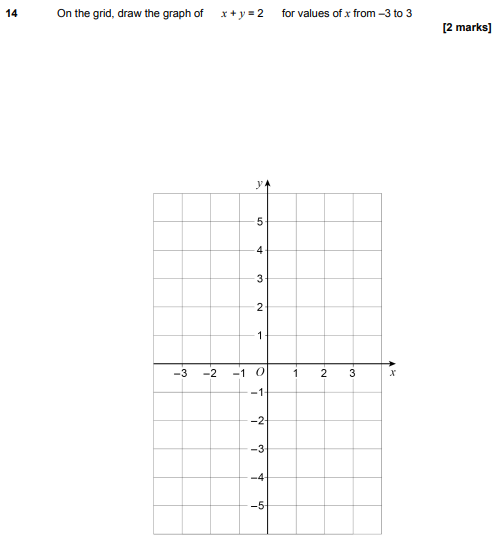 14 On the grid, draw the graph of x + y = 2 for values of x from –3 to 3
[2 marks]
y
5
4
3
2
1
–3 –2 –1 O 1 2 3 x
–1
–2
–3
–4
–5